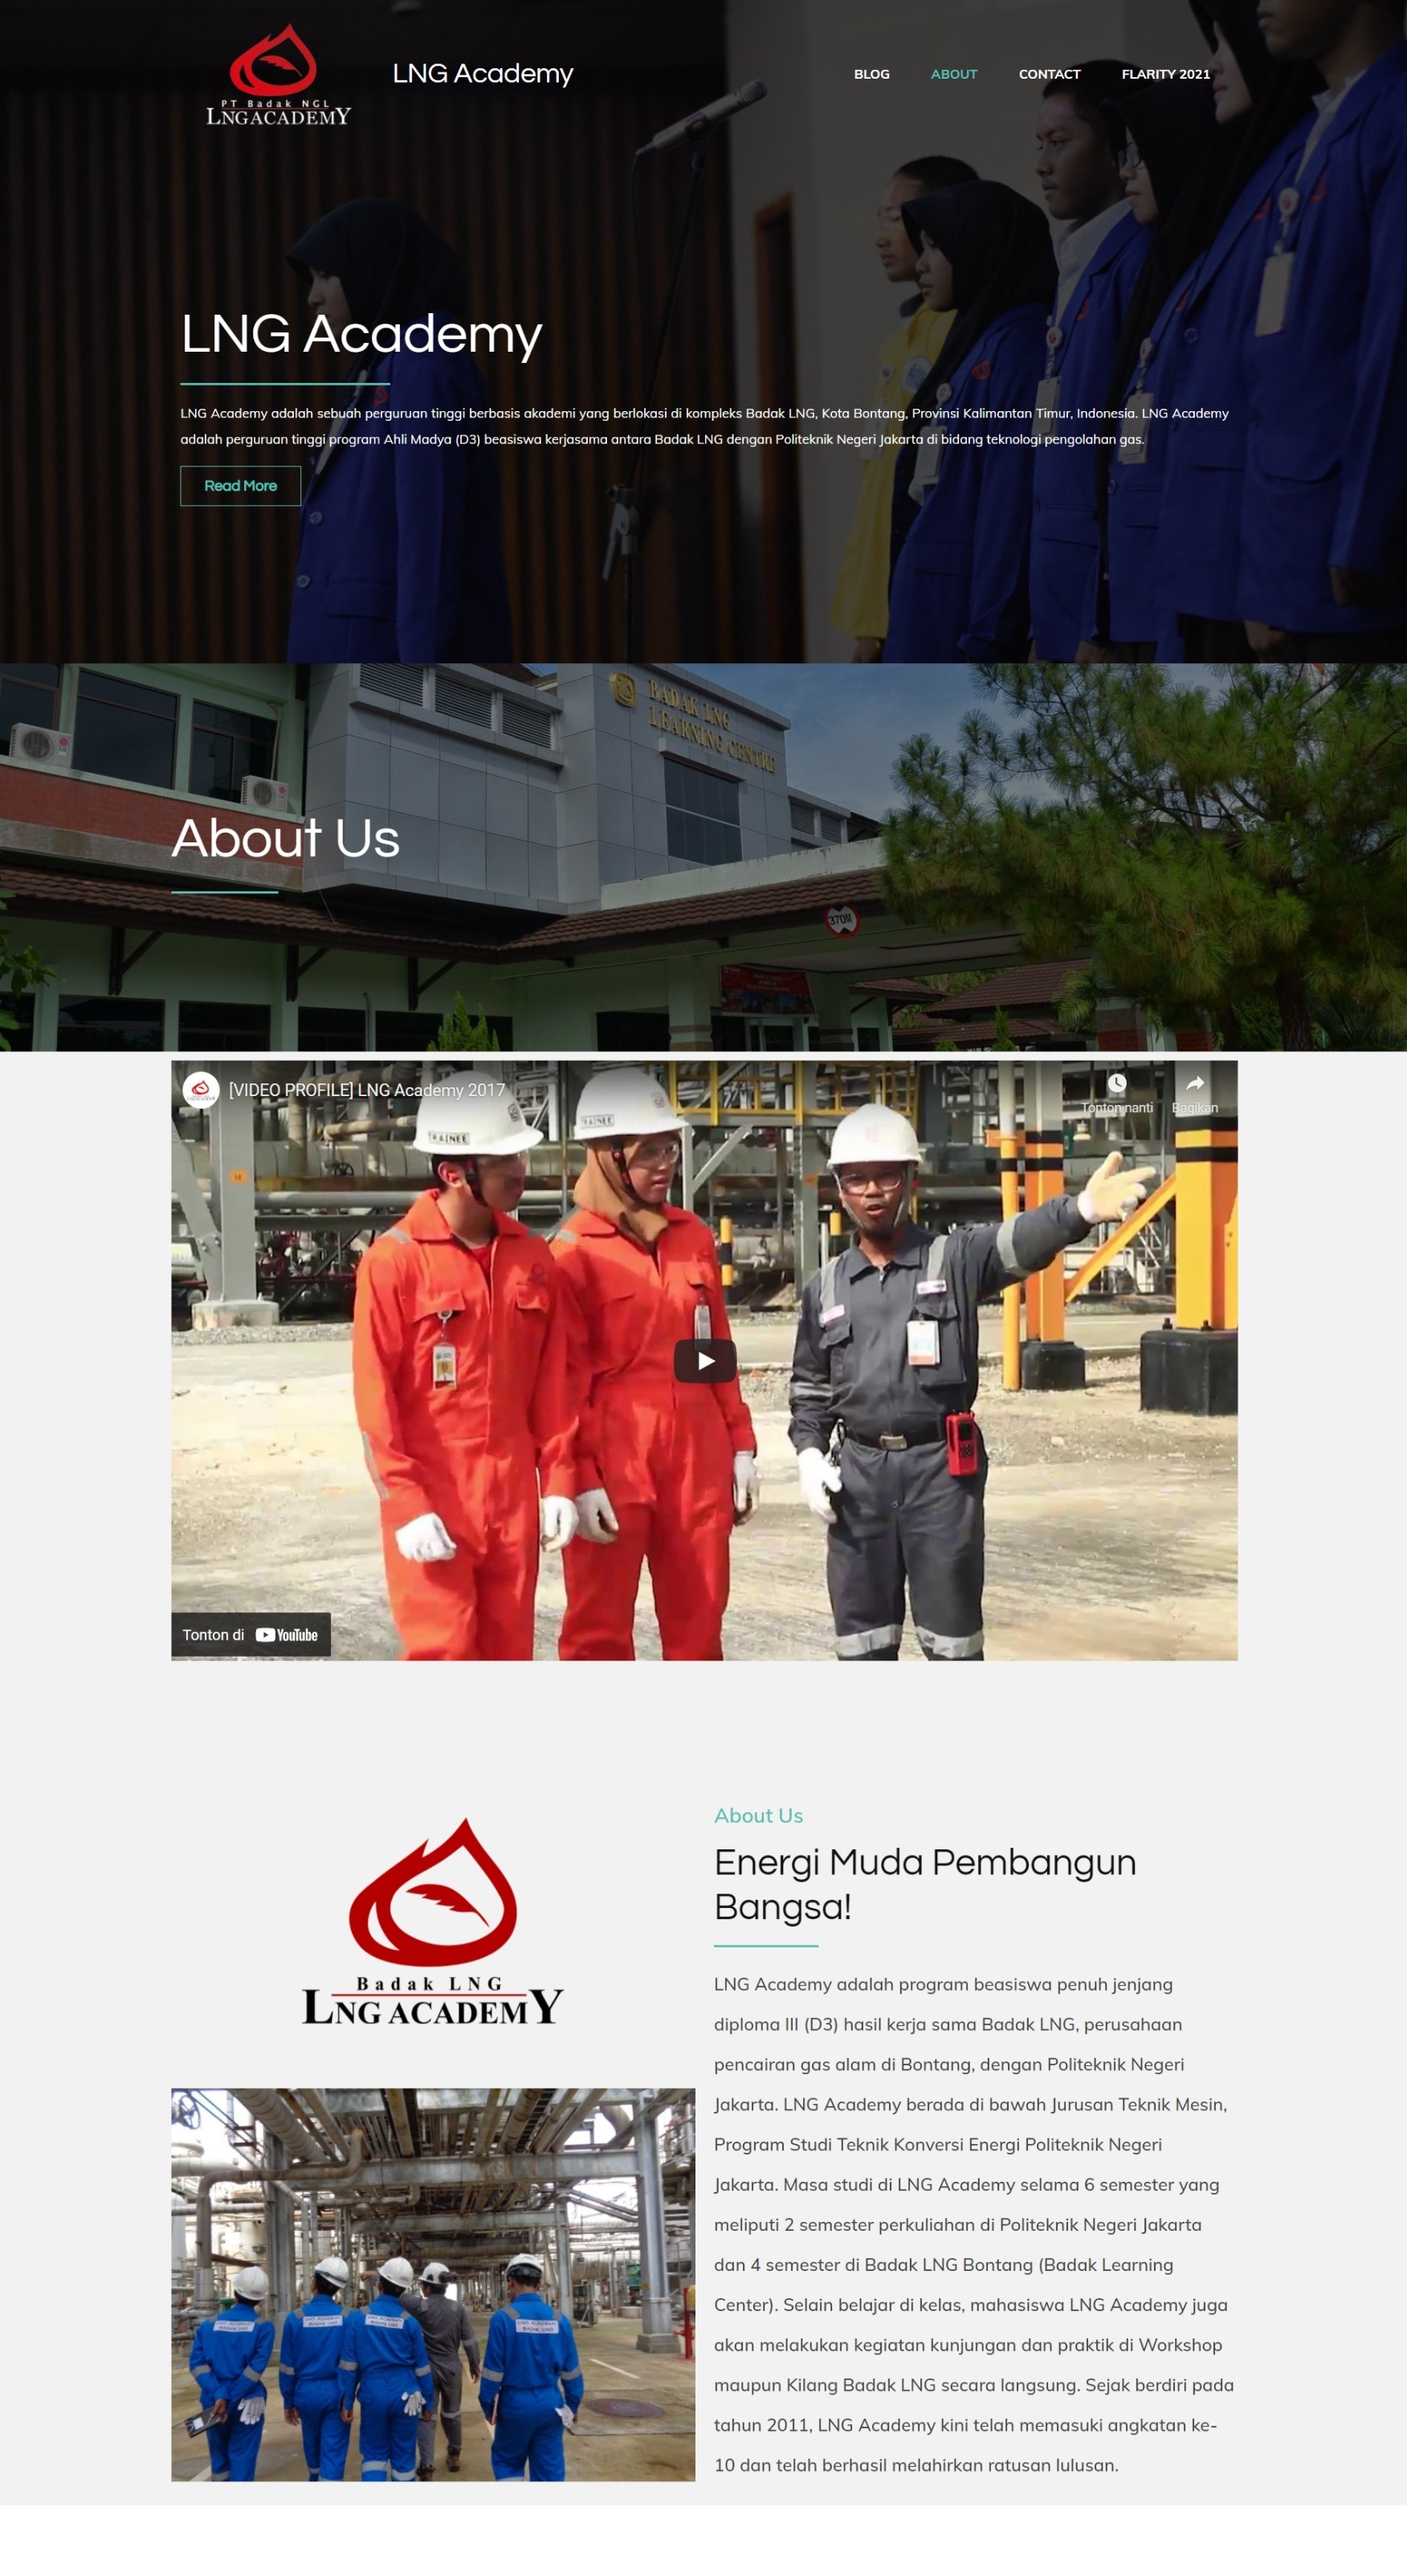 PT Badak NGL
LNG ACADEMY
LNG Academy
BLOG
ABOUT
CONTACT
FLARITY 2021
LNG Academy
LNG Academy adalah sebuah perguruan tinggi berbasis akademi yang berlokasi di kompleks Badak LNG, Kota Bontang, Provinsi Kalimantan Timur, Indonesia. LNG Academy
adalah perguruan tinggi program Ahli Madya (D3) beasiswa kerjasama antara Badak LNG dengan Politeknik Negeri Jakarta di bidang teknologi pengolahan gas.
Read More
BADAK LNG
LEARNING CENTRE
About Us
370M
[VIDEO PROFILE] LNG Academy 2017
Tonton nanti
Bagikan
TRAINEE
TRAINEE
Tonton di YouTube
Badak LNG
LNG ACADEMY
About Us
Energi Muda Pembangun
Bangsa!
LNG Academy adalah program beasiswa penuh jenjang
diploma III (D3) hasil kerja sama Badak LNG, perusahaan
pencairan gas alam di Bontang, dengan Politeknik Negeri
Jakarta. LNG Academy berada di bawah Jurusan Teknik Mesin,
Program Studi Teknik Konversi Energi Politeknik Negeri
Jakarta. Masa studi di LNG Academy selama 6 semester yang
meliputi 2 semester perkuliahan di Politeknik Negeri Jakarta
dan 4 semester di Badak LNG Bontang (Badak Learning
Center). Selain belajar di kelas, mahasiswa LNG Academy juga
akan melakukan kegiatan kunjungan dan praktik di Workshop
maupun Kilang Badak LNG secara langsung. Sejak berdiri pada
tahun 2011, LNG Academy kini telah memasuki angkatan ke-
10 dan telah berhasil melahirkan ratusan lulusan.